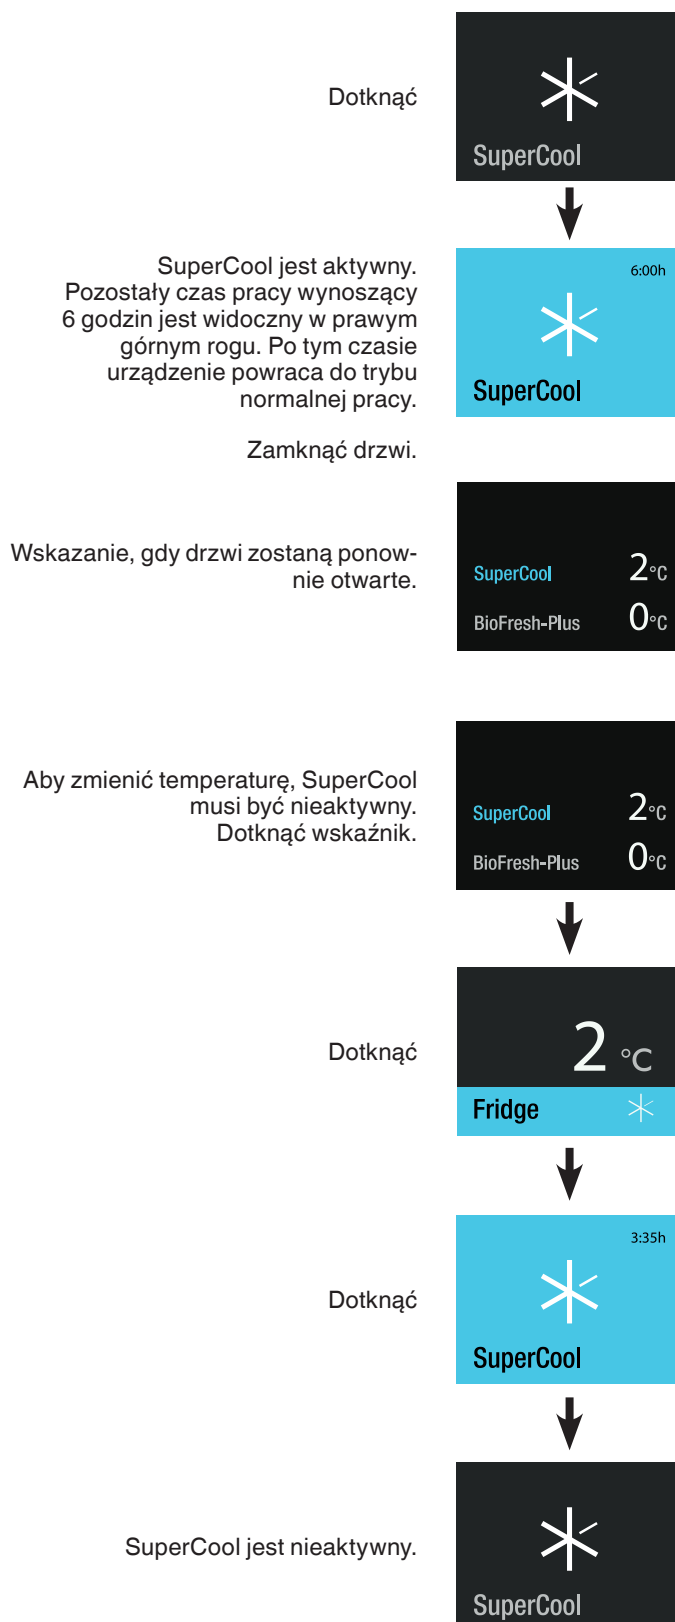 Dotknąć
SuperCool
SuperCool jest aktywny.
Pozostały czas pracy wynoszący
6 godzin jest widoczny w prawym
górnym rogu. Po tym czasie
urządzenie powraca do trybu
normalnej pracy.
6:00h
SuperCool
Zamknąć drzwi.
Wskazanie, gdy drzwi zostaną ponow-
nie otwarte.
SuperCool 2°C
BioFresh-Plus 0°C
Aby zmienić temperaturę, SuperCool
musi być nieaktywny.
Dotknąć wskaźnik.
SuperCool 2°C
BioFresh-Plus 0°C
Dotknąć
2 °C
Fridge
Dotknąć
3:35h
SuperCool
SuperCool jest nieaktywny.
SuperCool